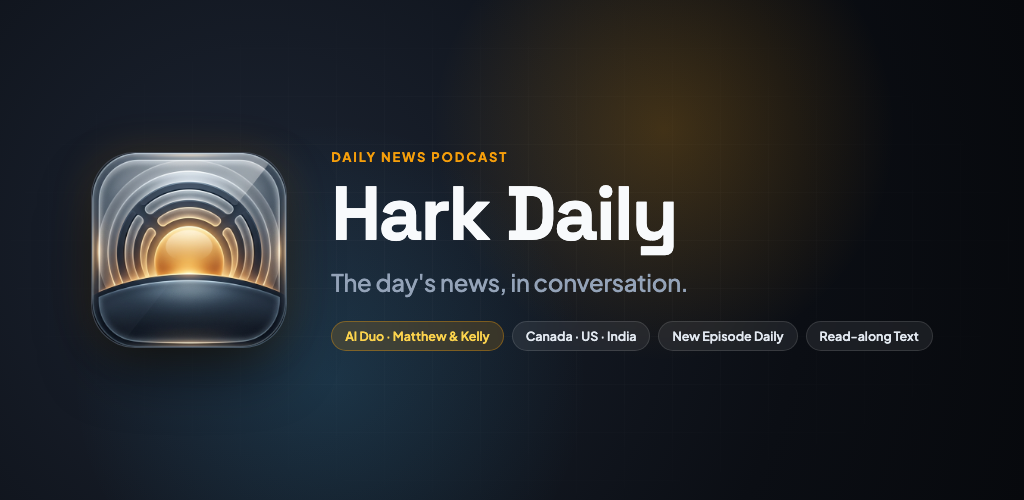 DAILY NEWS PODCAST
Hark Daily
The day's news, in conversation.
AI Duo · Matthew & Kelly
Canada · US · India
New Episode Daily
Read-along Text